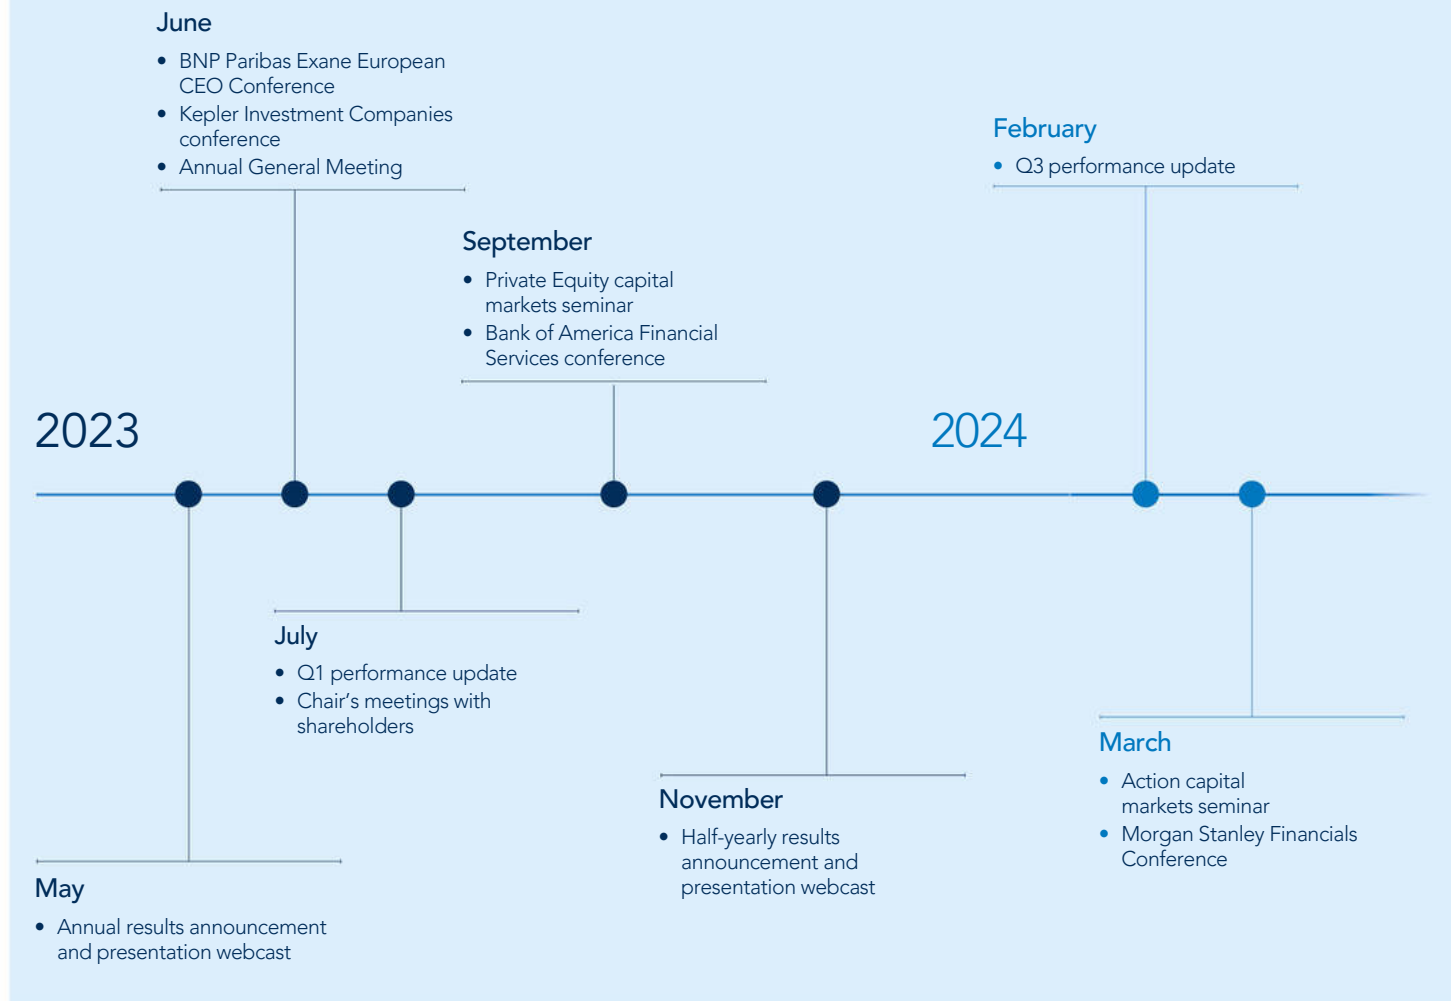 June
• BNP Paribas Exane European
CEO Conference
• Kepler Investment Companies
conference
• Annual General Meeting
February
• Q3 performance update
September
• Private Equity capital
markets seminar
• Bank of America Financial
Services conference
2023
2024
July
• Q1 performance update
• Chair’s meetings with
shareholders
March
• Action capital
markets seminar
• Morgan Stanley Financials
Conference
November
• Half-yearly results
announcement and
presentation webcast
May
• Annual results announcement
and presentation webcast